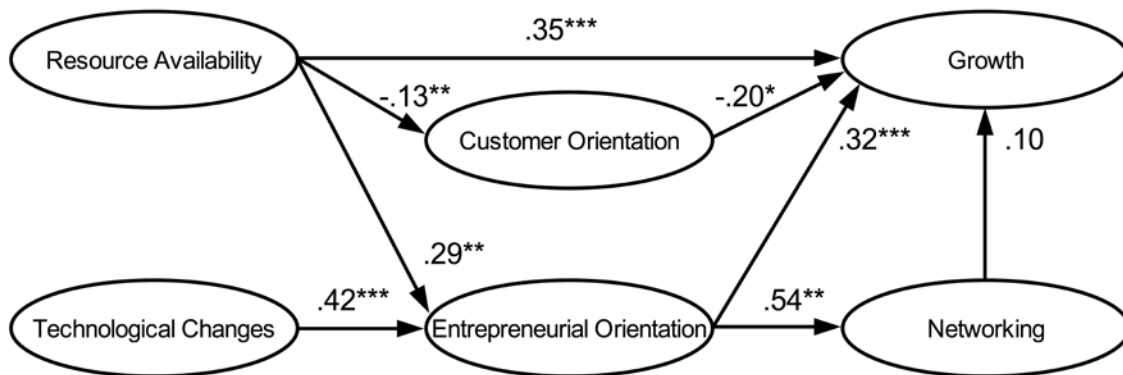 .35***
Resource Availability
Growth
-.13**
-.20*
Customer Orientation
.32***
.10
.29**
.42***
.54**
Technological Changes
Entrepreneurial Orientation
Networking